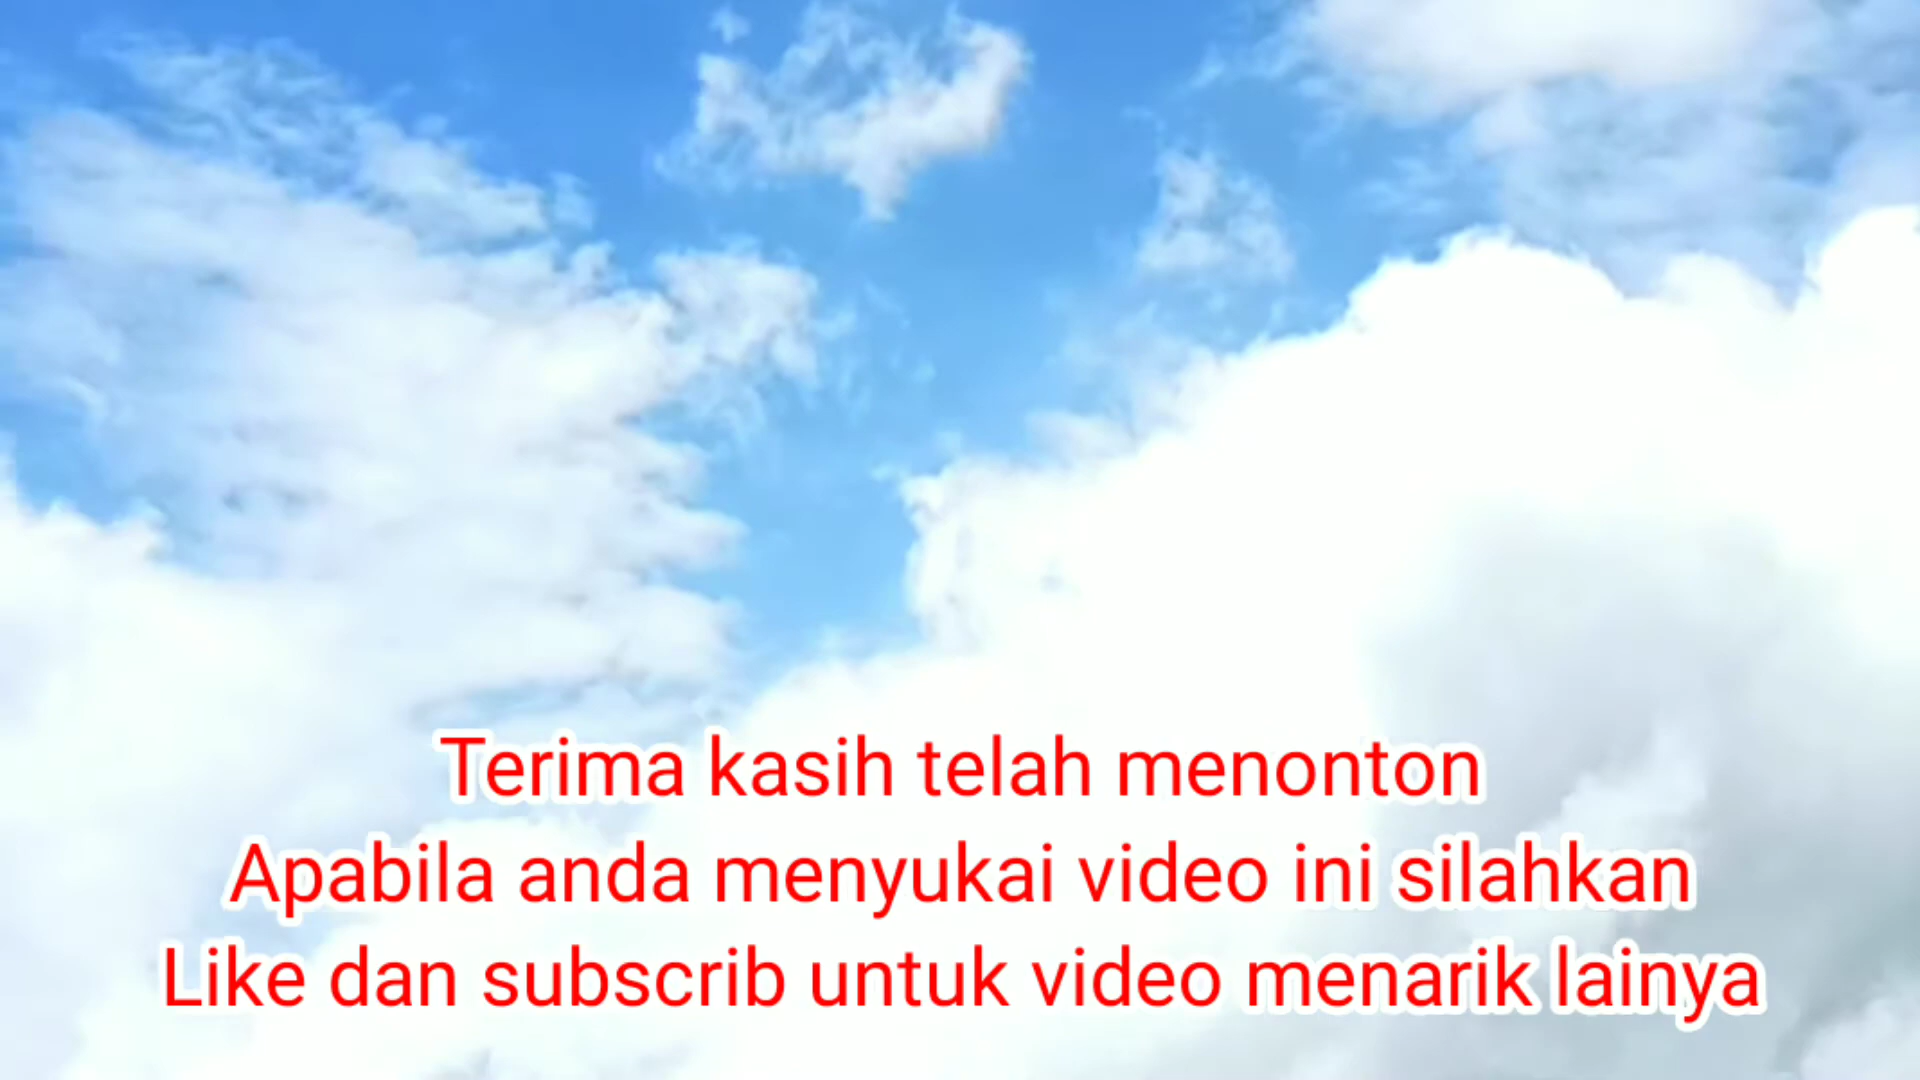 Terima kasih telah menonton
Apabila anda menyukai video ini silahkan
Like dan subscrib untuk video menarik lainya